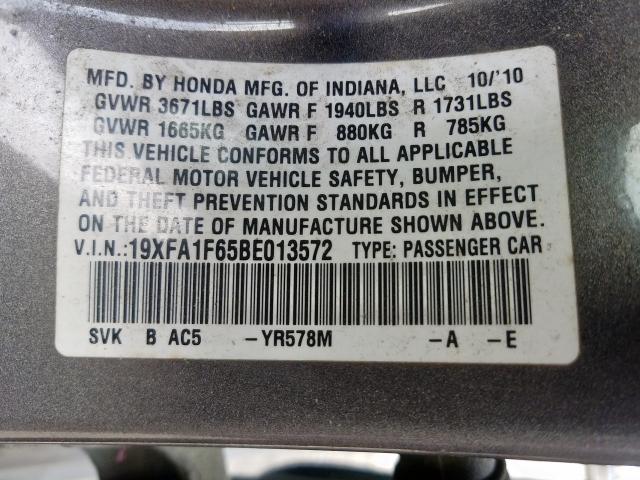 MFD. BY HONDA MFG. OF INDIANA, LLC 10/'10
GVWR 3671LBS GAWR F 1940LBS R 1731LBS
GVWR 1665KG GAWR F 880KG R 785KG
THIS VEHICLE CONFORMS TO ALL APPLICABLE
FEDERAL MOTOR VEHICLE SAFETY, BUMPER,
AND THEFT PREVENTION STANDARDS IN EFFECT
ON THE DATE OF MANUFACTURE SHOWN ABOVE.
V.I.N.:19XFA1F65BE013572 TYPE: PASSENGER CAR
SVK B AC5 -YR578M -A -E